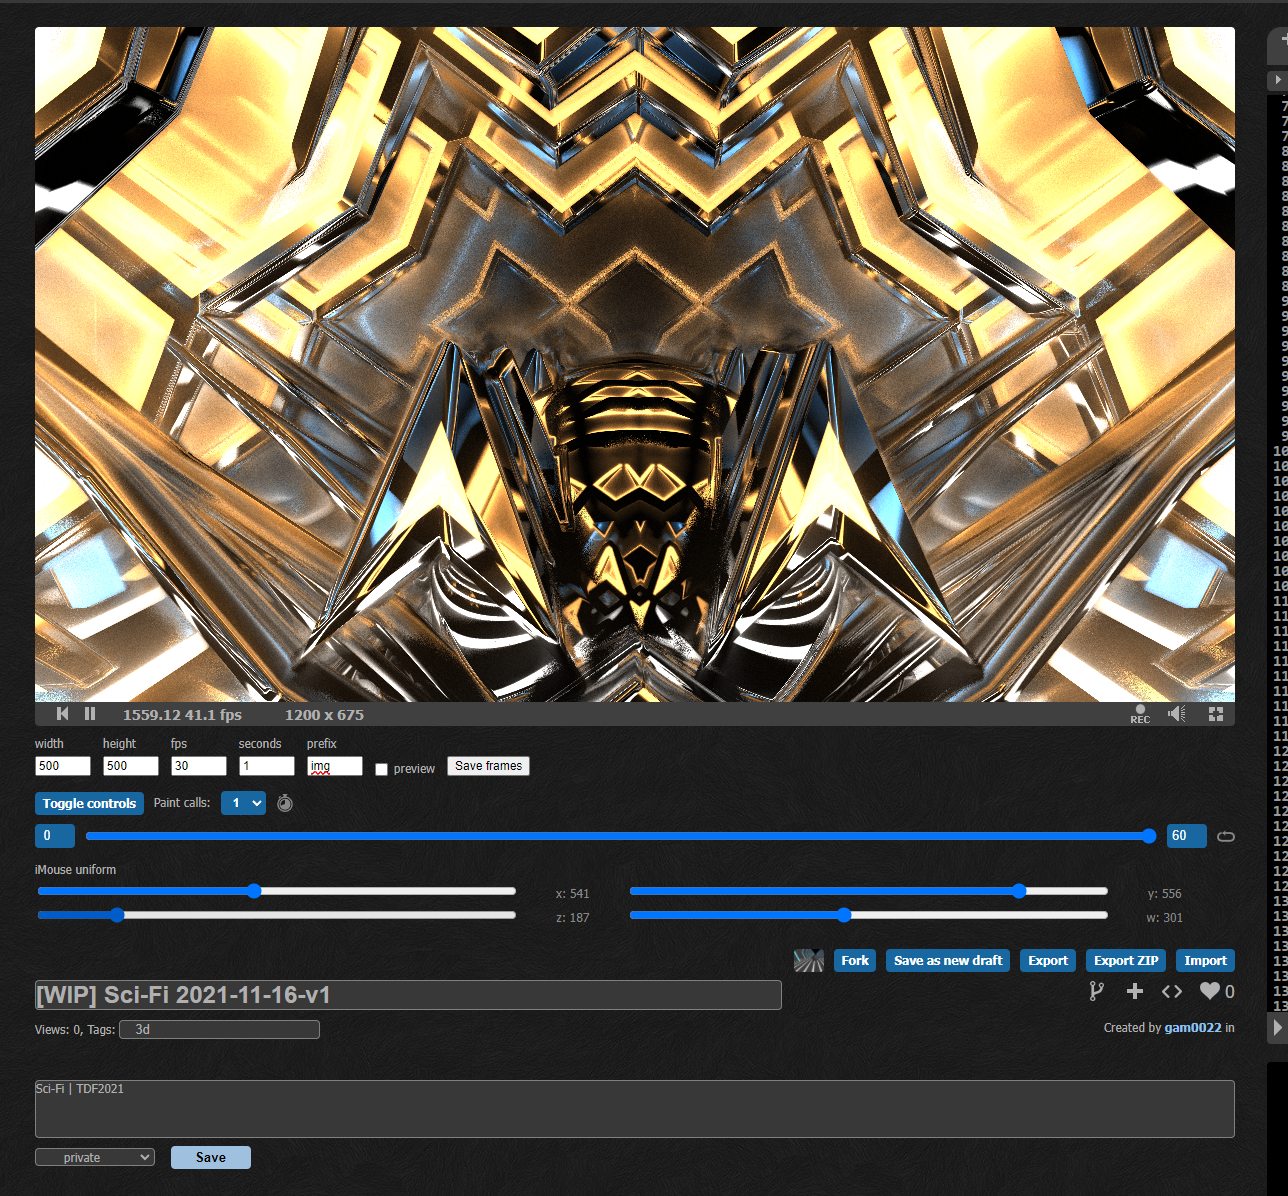 1559.12 41.1 fps 1200 x 675 REC
width height fps seconds prefix
500 500 30 1 img preview Save frames
Toggle controls Paint calls: 1
0 60
iMouse uniform
x: 541 y: 556
z: 187 w: 301
Fork Save as new draft Export Export ZIP Import
[WIP] Sci-Fi 2021-11-16-v1 0
Views: 0, Tags: 3d Created by gam0022 in
Sci-Fi | TDF2021
private Save